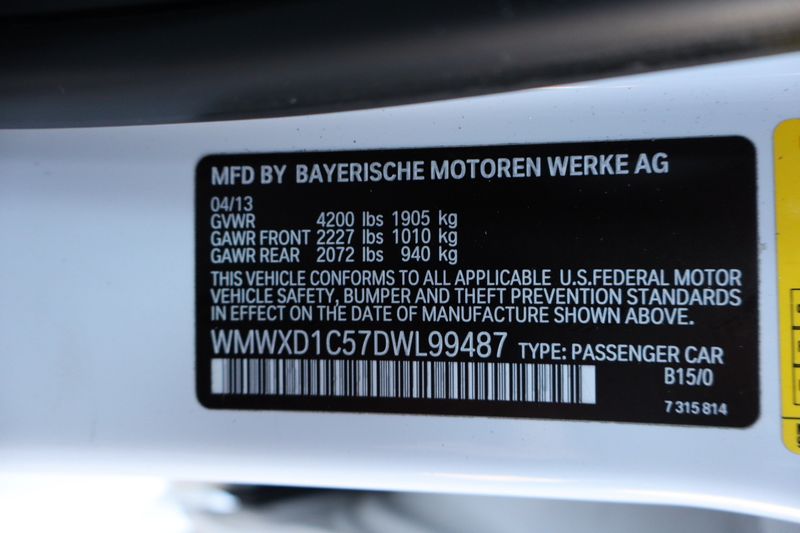 MFD BY BAYERISCHE MOTOREN WERKE AG
04/13
GVWR 4200 lbs 1905 kg
GAWR FRONT 2227 lbs 1010 kg
GAWR REAR 2072 lbs 940 kg
THIS VEHICLE CONFORMS TO ALL APPLICABLE U.S.FEDERAL MOTOR
VEHICLE SAFETY, BUMPER AND THEFT PREVENTION STANDARDS
IN EFFECT ON THE DATE OF MANUFACTURE SHOWN ABOVE.
WMWXD1C57DWL99487 TYPE: PASSENGER CAR
B15/0
7 315 814